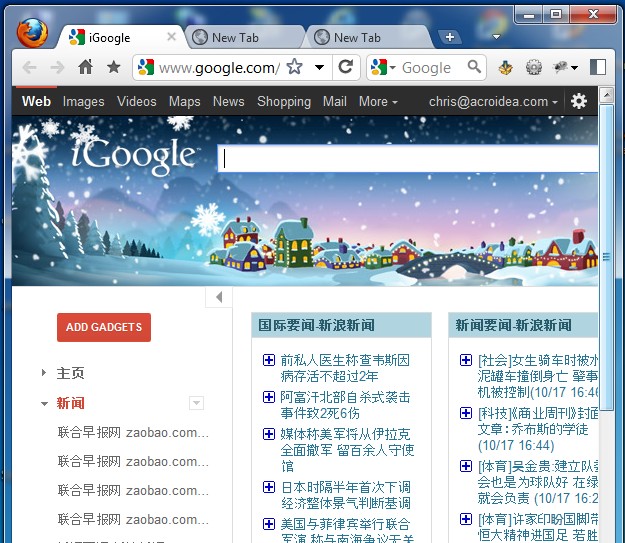 iGoogle
New Tab
New Tab
www.google.com/
Google
Web Images Videos Maps News Shopping Mail More chris@acroidea.com
iGoogle™
ADD GADGETS
主页
新闻
联合早报网 zaobao.com...
联合早报网 zaobao.com...
联合早报网 zaobao.com...
联合早报网 zaobao.com...
国际要闻-新浪新闻
前私人医生称查韦斯因
病存活不超过2年
阿富汗北部自杀式袭击
事件致2死6伤
媒体称美军将从伊拉克
全面撤军 留百余人守使
馆
日本时隔半年首次下调
经济整体景气判断基调
美国与菲律宾举行联合
军演 称与南海争议无关
新闻要闻-新浪新闻
[社会]女生骑车时被水
泥罐车撞倒身亡 肇事
机被控制(10/17 16:46
[科技]《商业周刊》封面
文章：乔布斯的学徒
(10/17 16:44)
[体育]吴金贵:建立队
会也是为球队好 在绿
就会负责 (10/17 16:2
[体育]许家印盼国脚带
恒大精神进国足 若胜